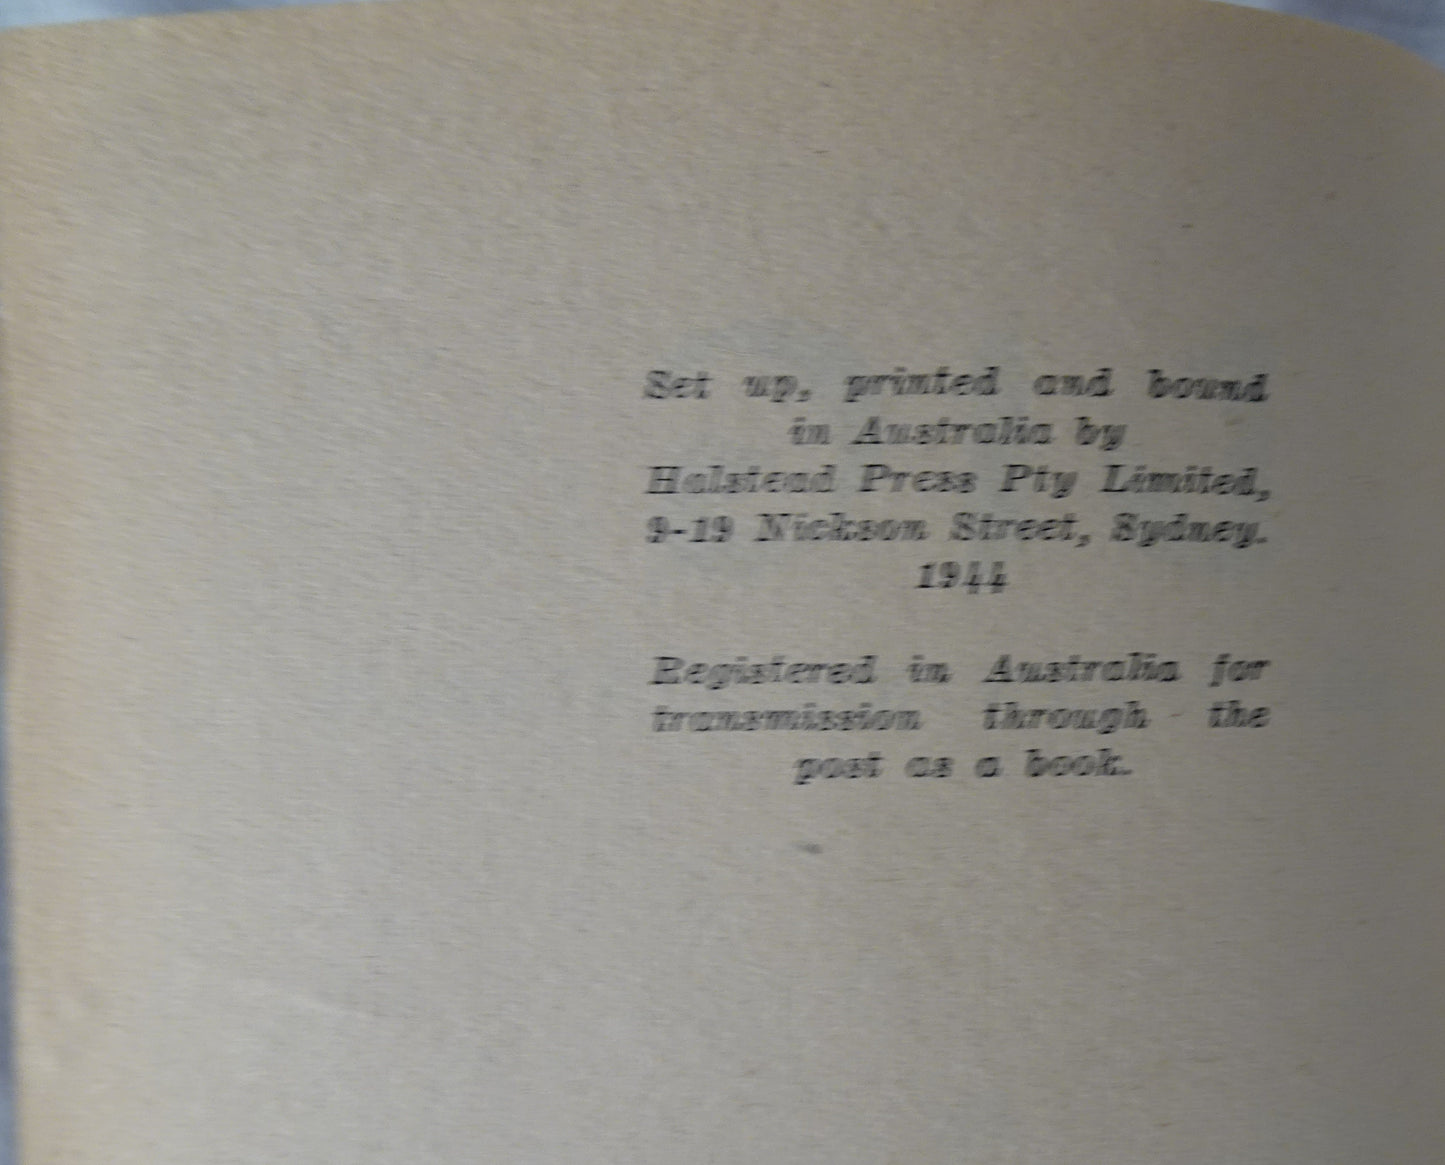 Set up, printed and bound
in Australia by
Halstead Press Pty Limited,
9-19 Nickson Street, Sydney.
1944
Registered in Australia for
transmission through the
post as a book.